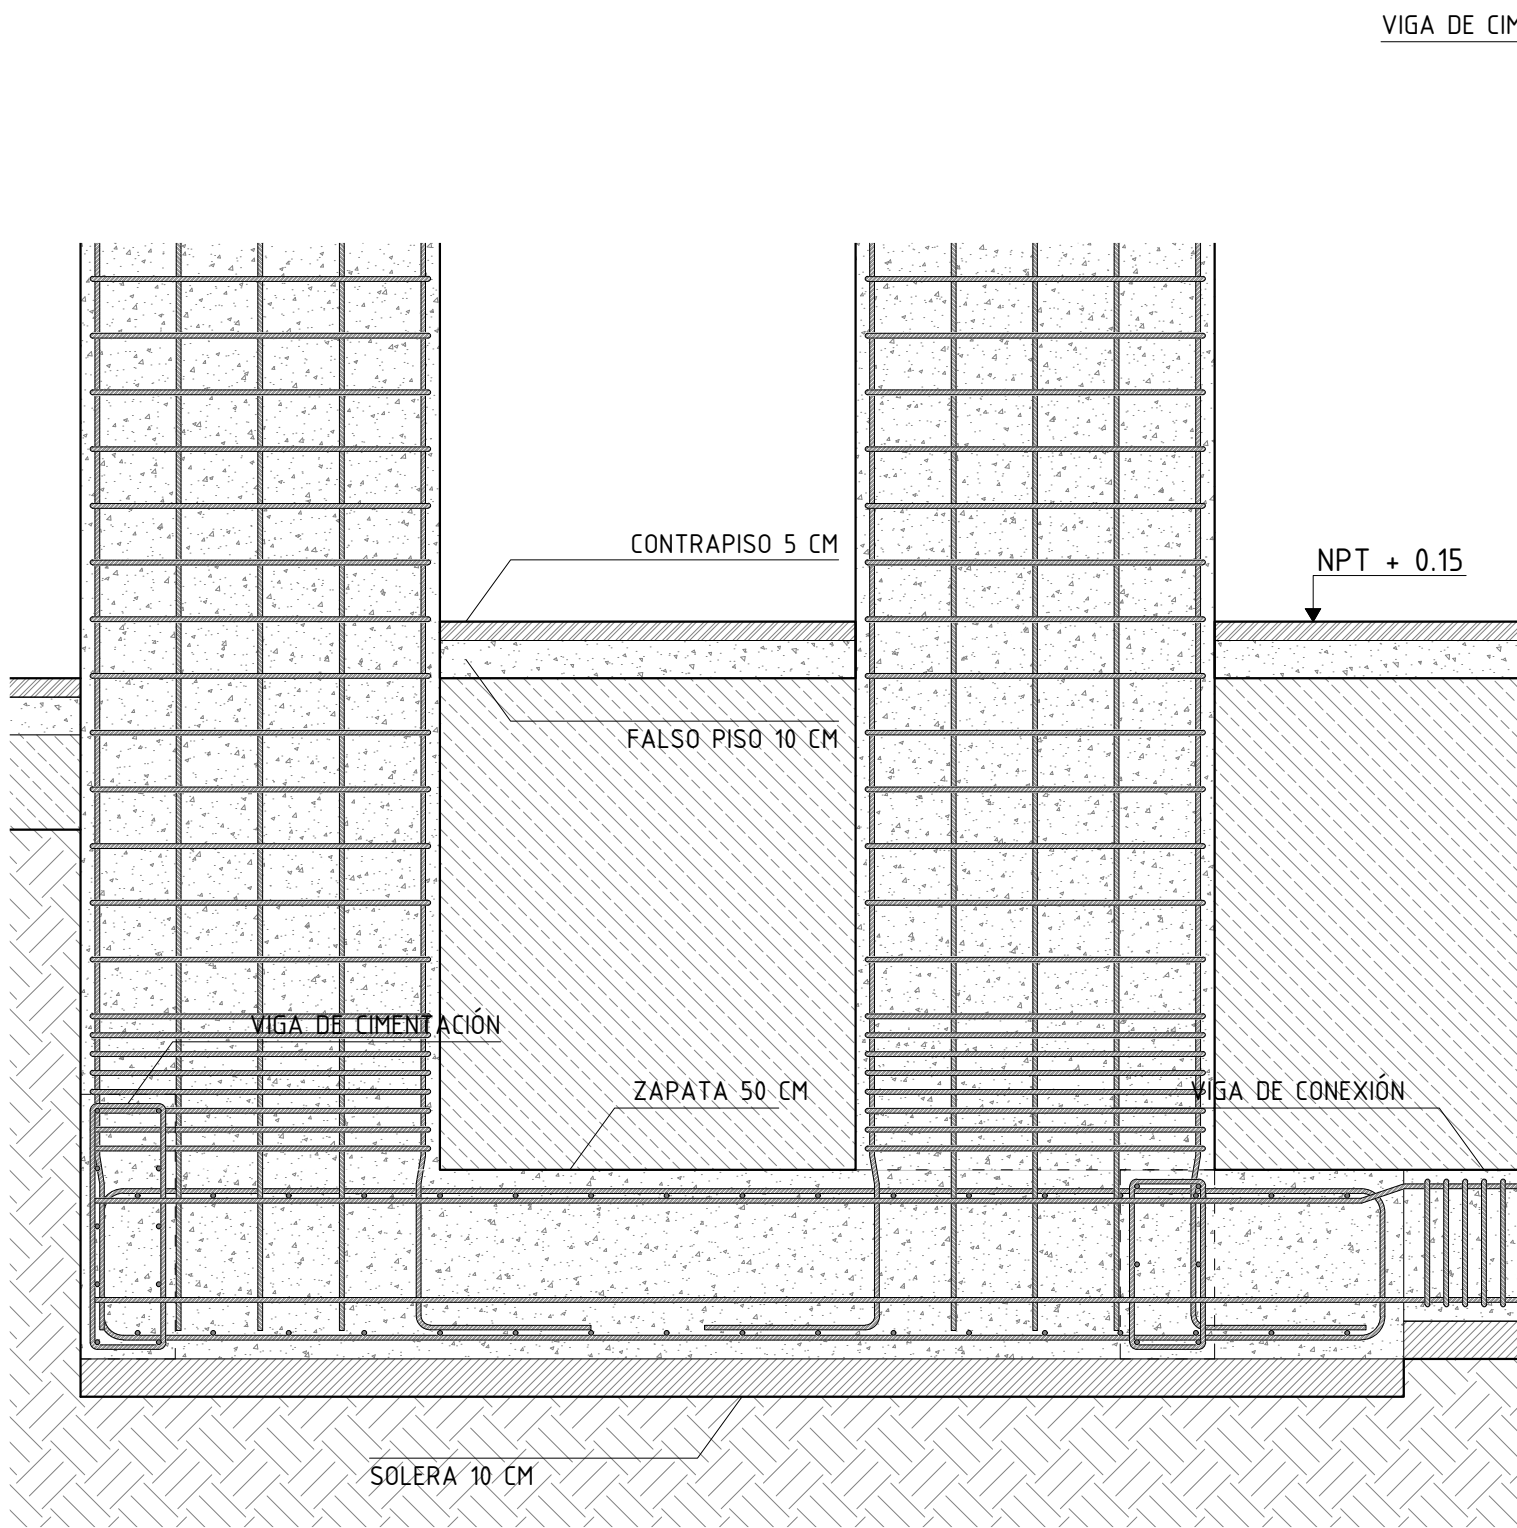 VIGA DE CIM
CONTRAPISO 5 CM
NPT + 0.15
FALSO PISO 10 CM
VIGA DE CIMENTACIÓN
ZAPATA 50 CM
VIGA DE CONEXIÓN
SOLERA 10 CM